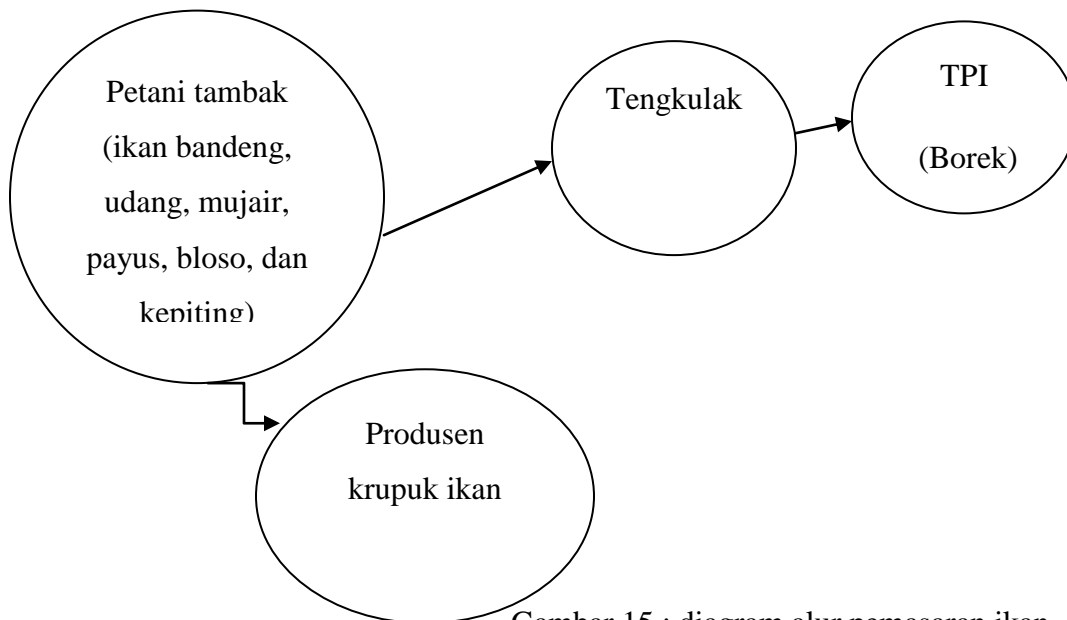 Petani tambak
(ikan bandeng,
udang, mujair,
payus, bloso, dan
kepiting)
Tengkulak
TPI
(Borek)
Produsen
krupuk ikan
Gambar 15 : diagram alur pemasaran ikan